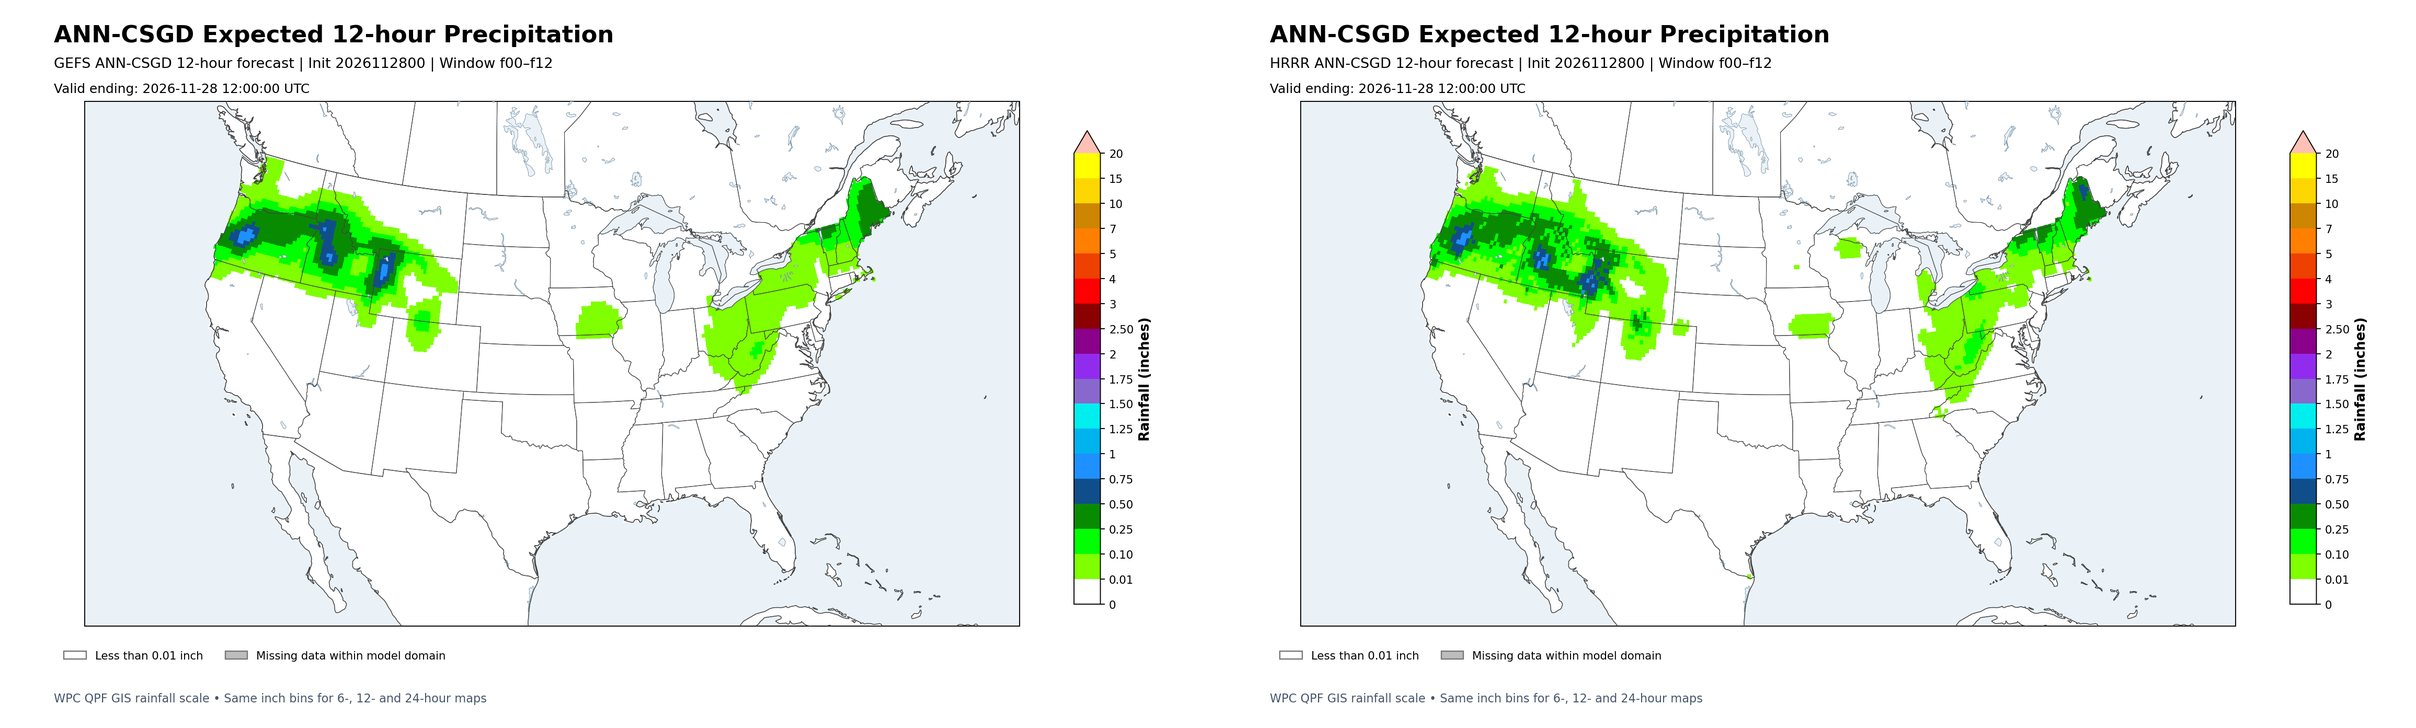 ANN-CSGD Expected 12-hour Precipitation
GEFS ANN-CSGD 12-hour forecast | Init 2026112800 | Window f00–f12
Valid ending: 2026-11-28 12:00:00 UTC
20
15
10
7
5
4
3
2.50
2
1.75
1.50
1.25
1
0.75
0.50
0.25
0.10
0.01
0
Rainfall (inches)
Less than 0.01 inch
Missing data within model domain
WPC QPF GIS rainfall scale • Same inch bins for 6-, 12- and 24-hour maps
ANN-CSGD Expected 12-hour Precipitation
HRRR ANN-CSGD 12-hour forecast | Init 2026112800 | Window f00–f12
Valid ending: 2026-11-28 12:00:00 UTC
20
15
10
7
5
4
3
2.50
2
1.75
1.50
1.25
1
0.75
0.50
0.25
0.10
0.01
0
Rainfall (inches)
Less than 0.01 inch
Missing data within model domain
WPC QPF GIS rainfall scale • Same inch bins for 6-, 12- and 24-hour maps